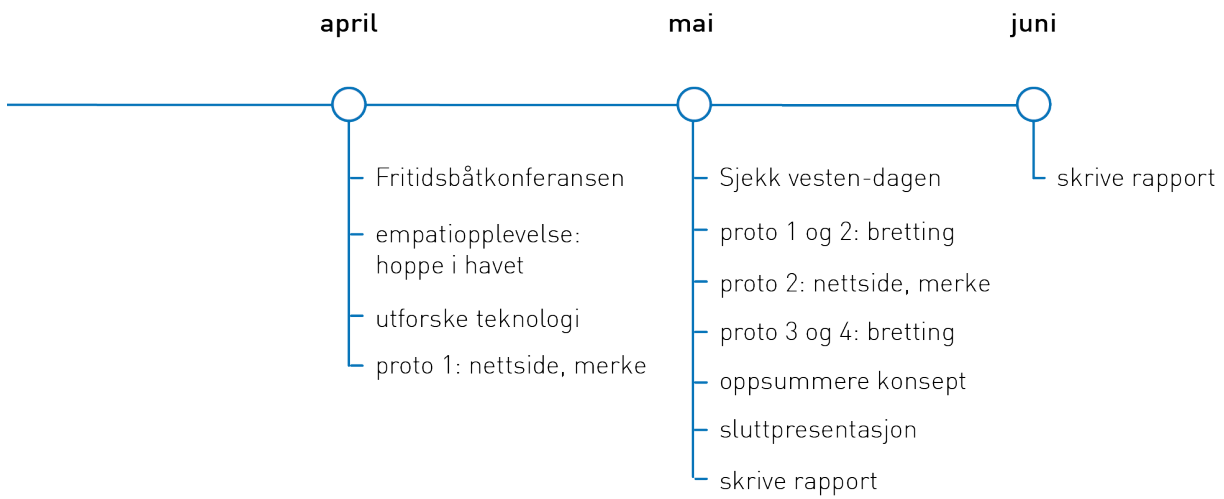 april
Fritidsbåtkonferansen
empatiopplevelse:
hoppe i havet
utforske teknologi
proto 1: nettside, merke
mai
Sjekk vesten-dagen
proto 1 og 2: bretting
proto 2: nettside, merke
proto 3 og 4: bretting
oppsummere konsept
sluttpresentasjon
skrive rapport
juni
skrive rapport